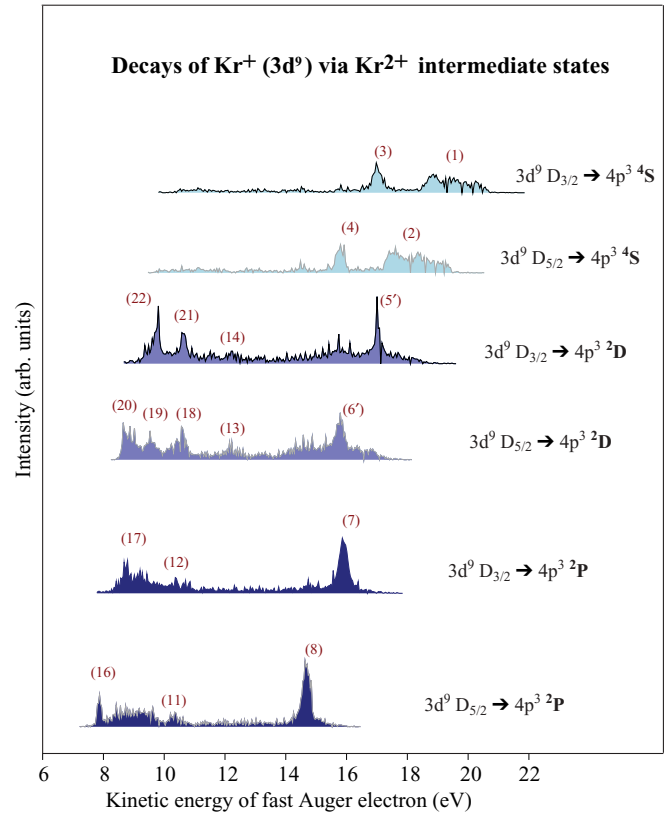 Decays of Kr⁺ (3d⁹) via Kr²⁺ intermediate states
(3) (1)
3d⁹ D₃/₂ ➔ 4p³ ⁴S
(4) (2)
3d⁹ D₅/₂ ➔ 4p³ ⁴S
(22) (21) (14) (5′)
3d⁹ D₃/₂ ➔ 4p³ ²D
(20) (19) (18) (13) (6′)
3d⁹ D₅/₂ ➔ 4p³ ²D
(17) (12) (7)
3d⁹ D₃/₂ ➔ 4p³ ²P
(16) (11) (8)
3d⁹ D₅/₂ ➔ 4p³ ²P
Intensity (arb. units)
6 8 10 12 14 16 18 20 22
Kinetic energy of fast Auger electron (eV)